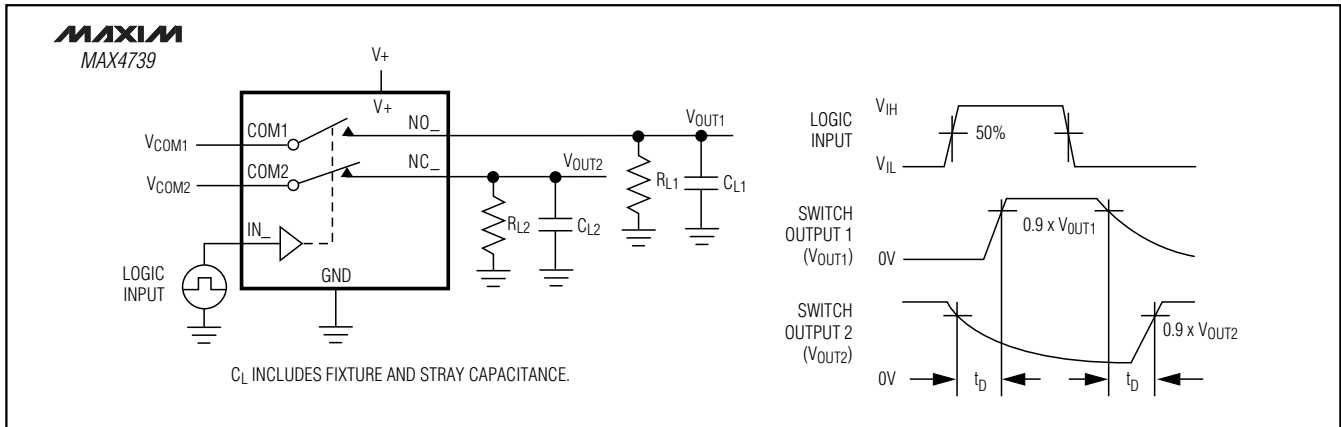 MAXIM
MAX4739
V+
V+
COM1
NO_
VOUT1
VCOM1
COM2
NC_
VOUT2
VCOM2
RL1
CL1
RL2
CL2
IN_
LOGIC
INPUT
GND
CL INCLUDES FIXTURE AND STRAY CAPACITANCE.
LOGIC
INPUT
VIH
50%
VIL
SWITCH
OUTPUT 1
(VOUT1)
0.9 x VOUT1
0V
SWITCH
OUTPUT 2
(VOUT2)
0.9 x VOUT2
0V
tD
tD